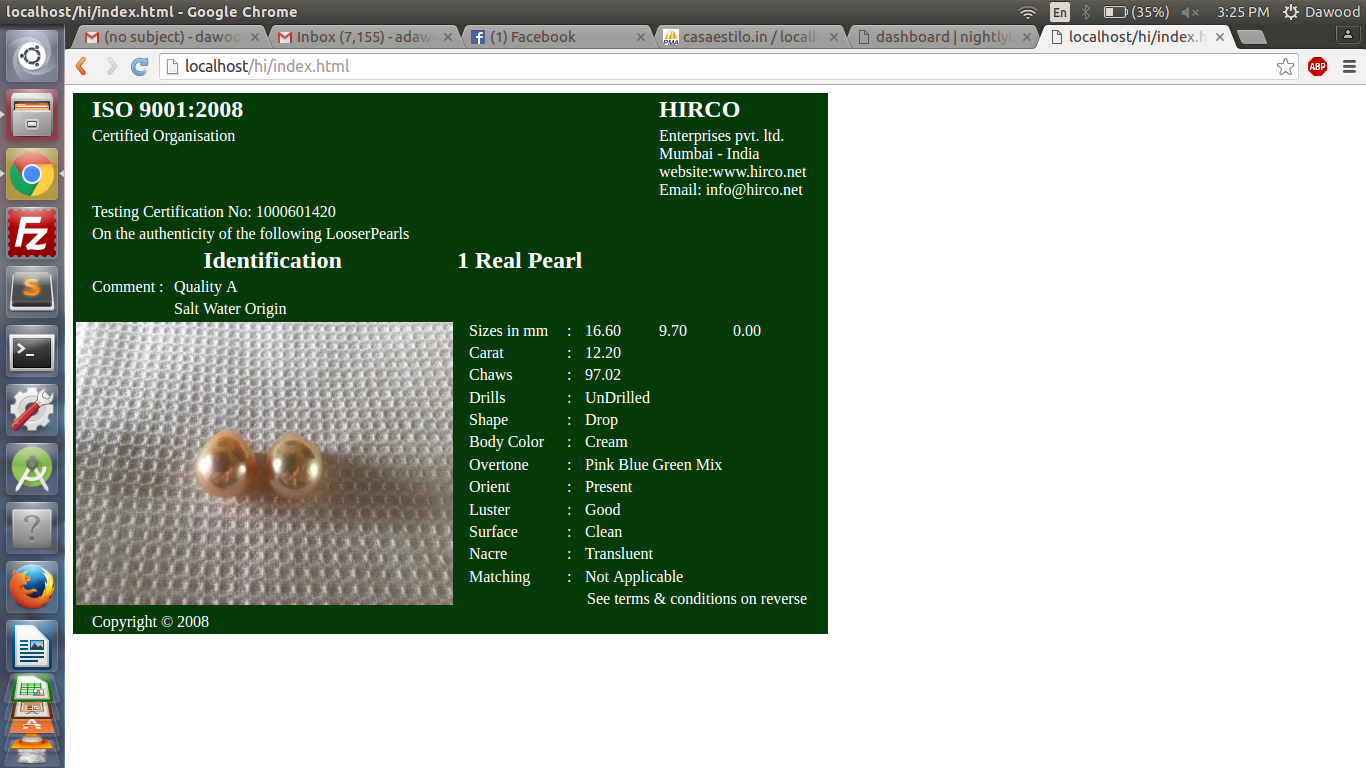 localhost/hi/index.html - Google Chrome
En
(35%)
3:25 PM
Dawood
(no subject) - dawoo
Inbox (7,155) - adaw
(1) Facebook
casaestilo.in / localh
dashboard | nightly
localhost/hi/index.h
localhost/hi/index.html
ABP
ISO 9001:2008
HIRCO
Certified Organisation
Enterprises pvt. ltd.
Mumbai - India
website:www.hirco.net
Email: info@hirco.net
Testing Certification No: 1000601420
On the authenticity of the following LooserPearls
Identification
1 Real Pearl
Comment : Quality A
Salt Water Origin
Sizes in mm : 16.60 9.70 0.00
Carat : 12.20
Chaws : 97.02
Drills : UnDrilled
Shape : Drop
Body Color : Cream
Overtone : Pink Blue Green Mix
Orient : Present
Luster : Good
Surface : Clean
Nacre : Transluent
Matching : Not Applicable
See terms & conditions on reverse
Copyright © 2008